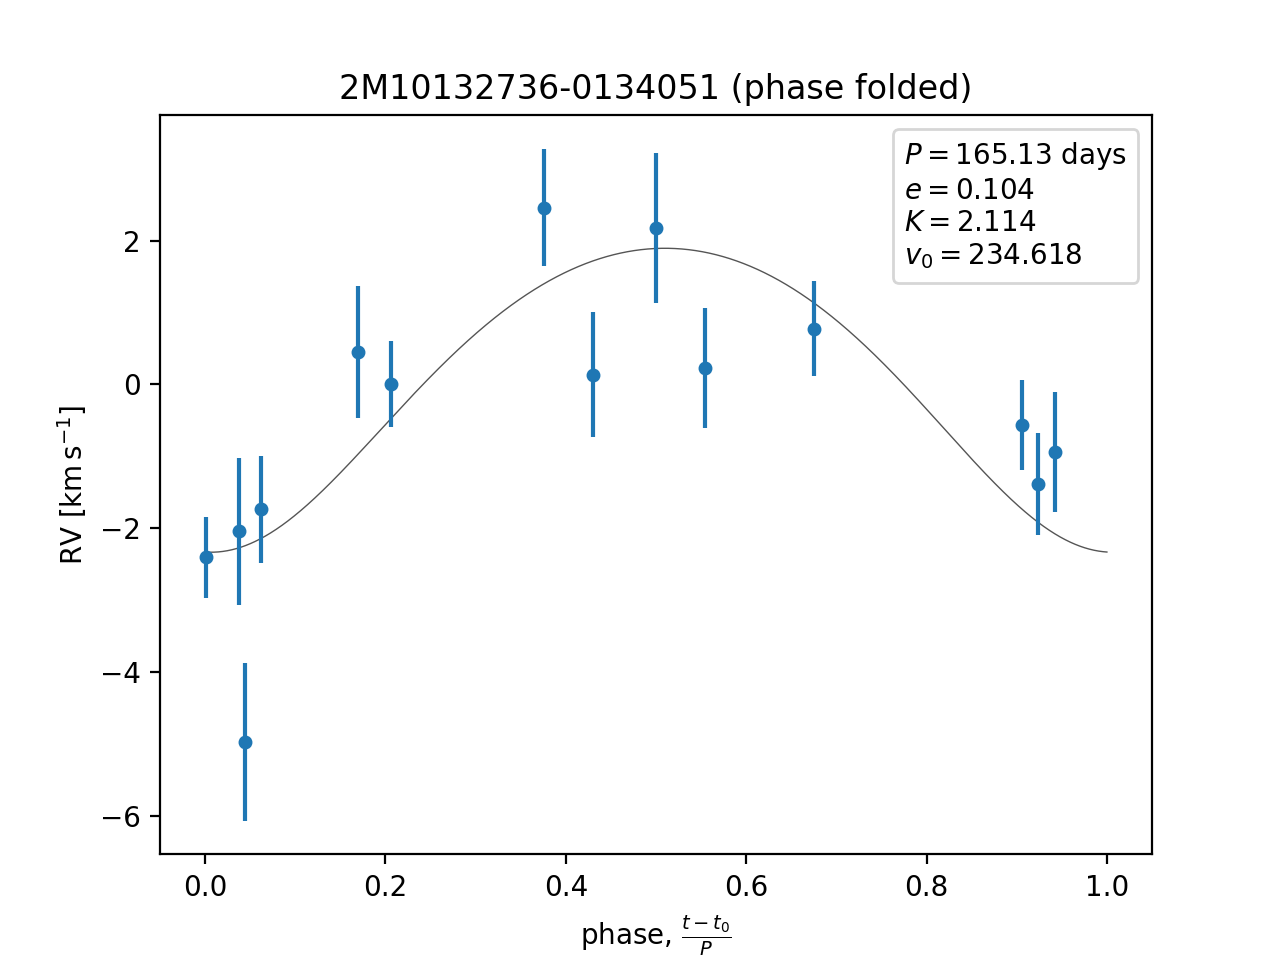 2M10132736-0134051 (phase folded)
P = 165.13 days
e = 0.104
K = 2.114
v₀ = 234.618
RV [km s⁻¹]
2
0
−2
−4
−6
0.0 0.2 0.4 0.6 0.8 1.0
phase, (t − t₀)/P